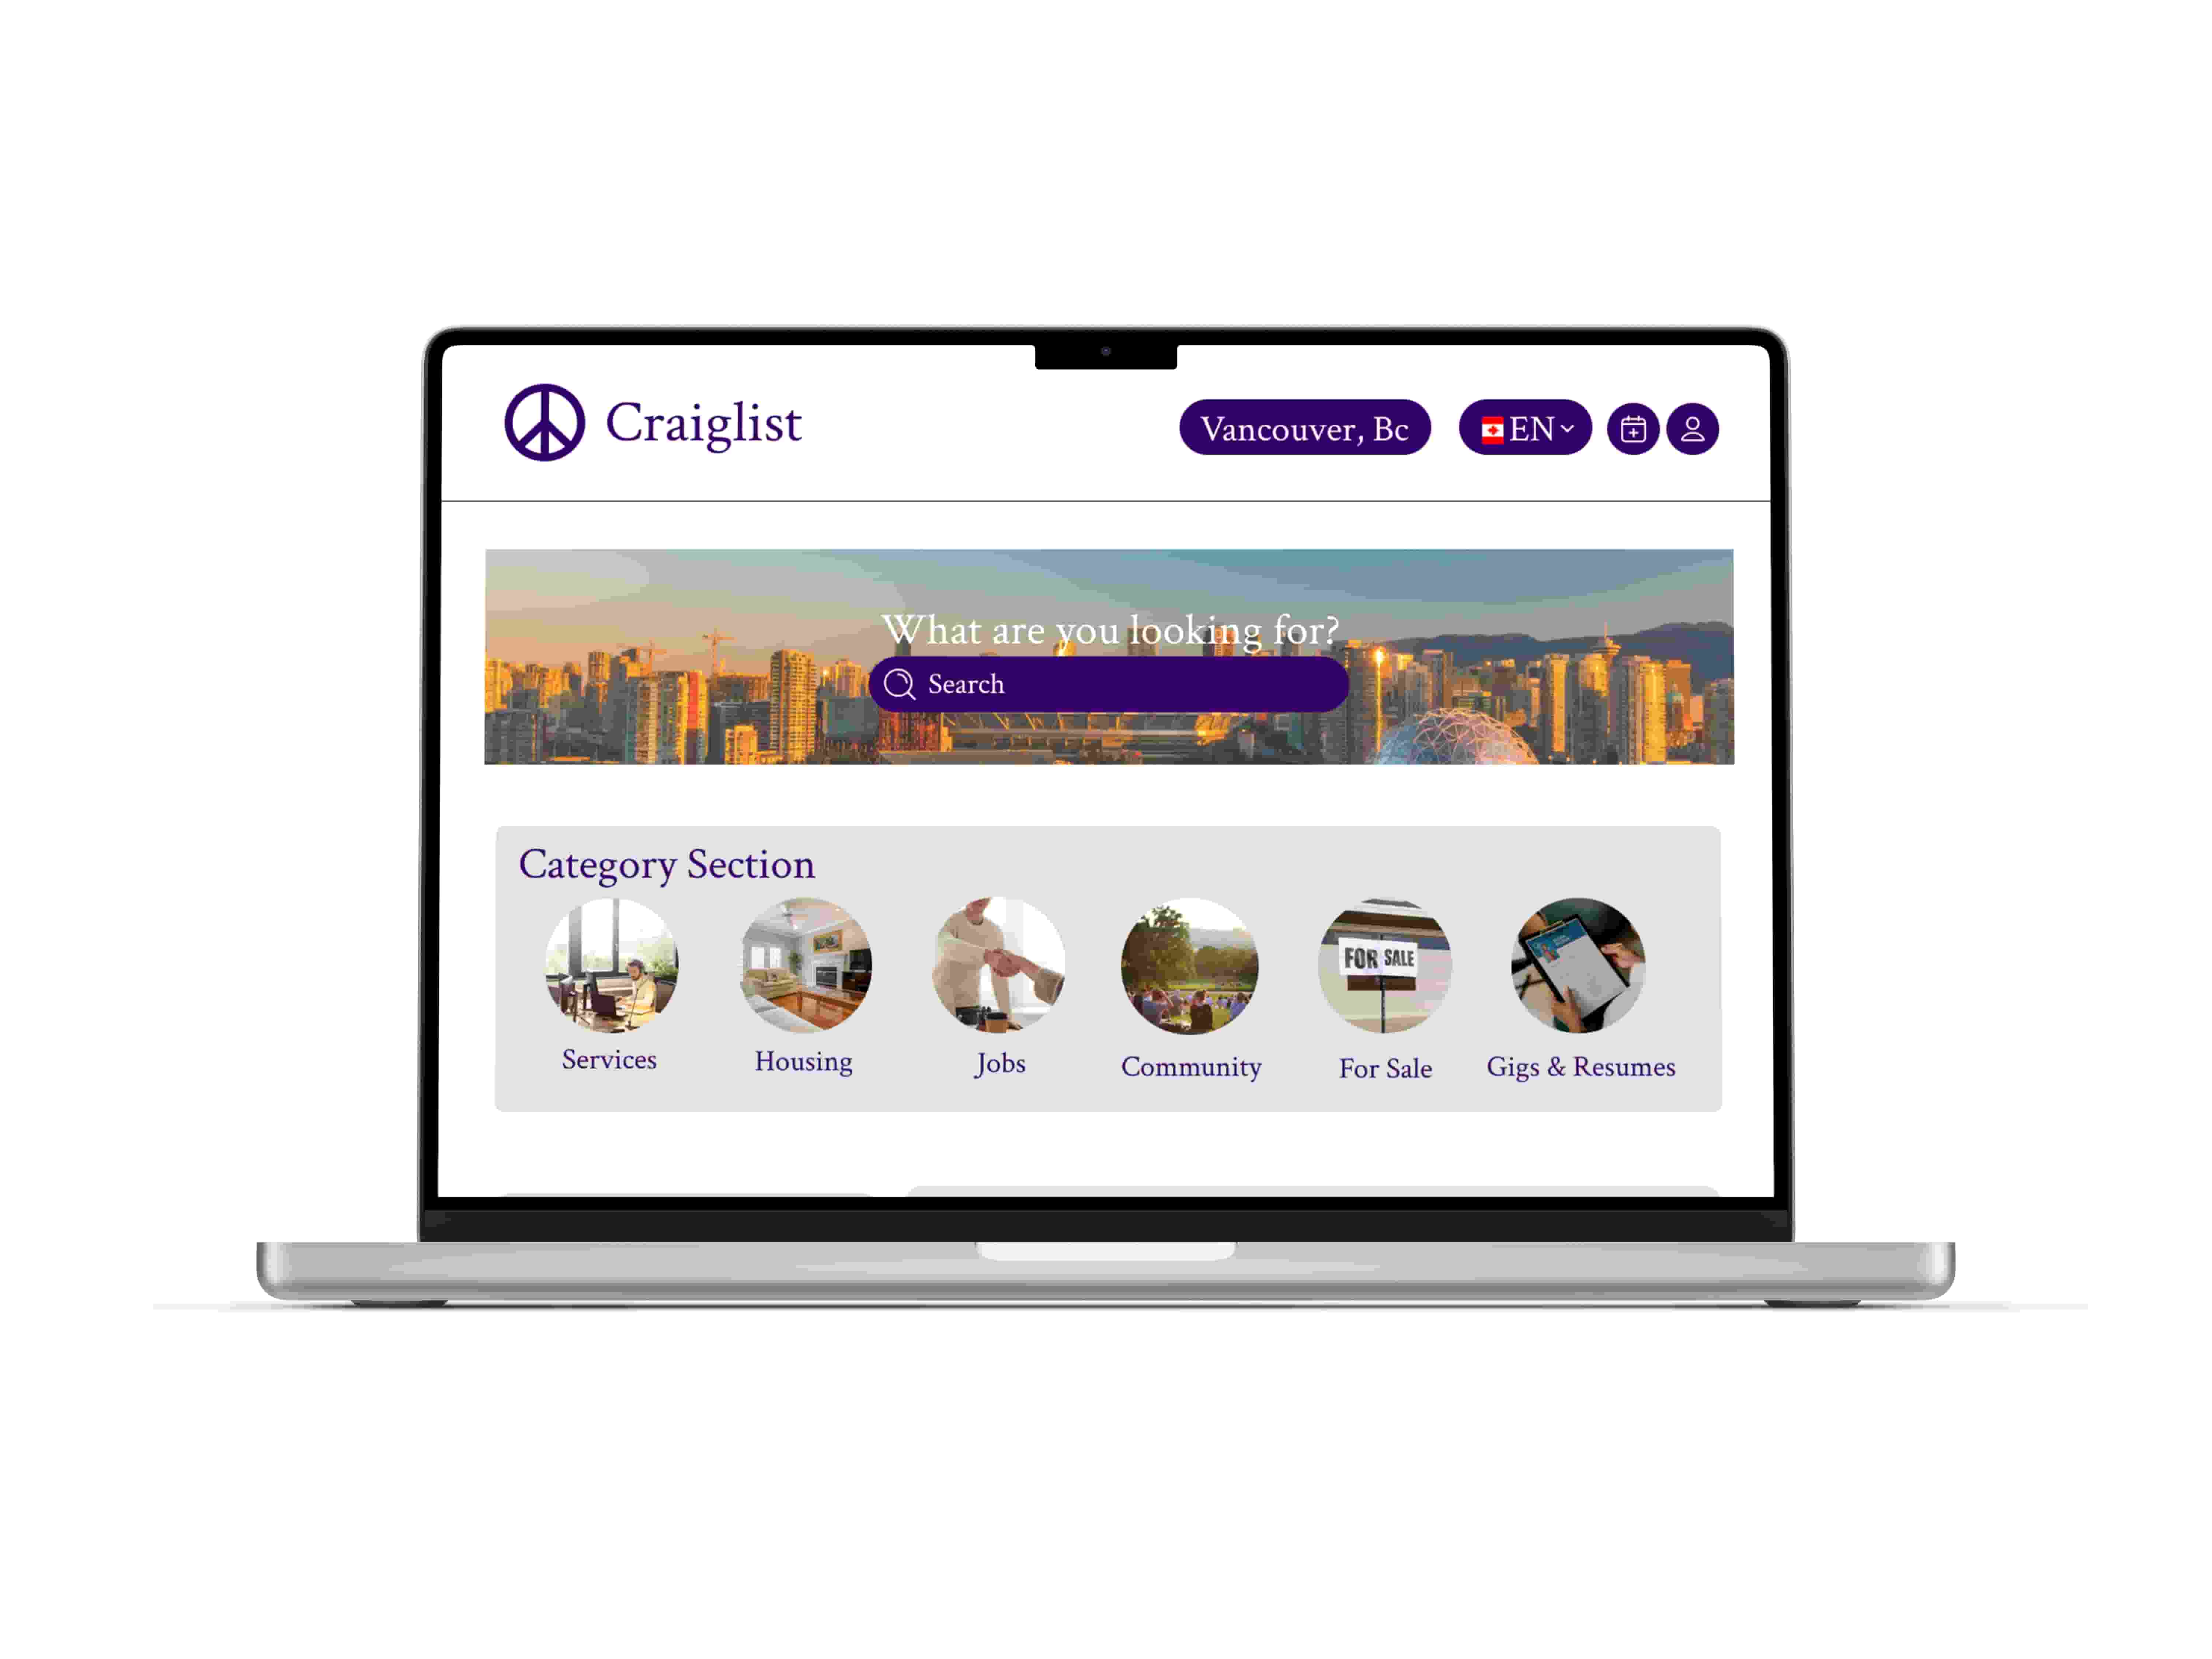 Craiglist
Vancouver, Bc
EN
What are you looking for?
Search
Category Section
FOR SALE
Services
Housing
Jobs
Community
For Sale
Gigs & Resumes